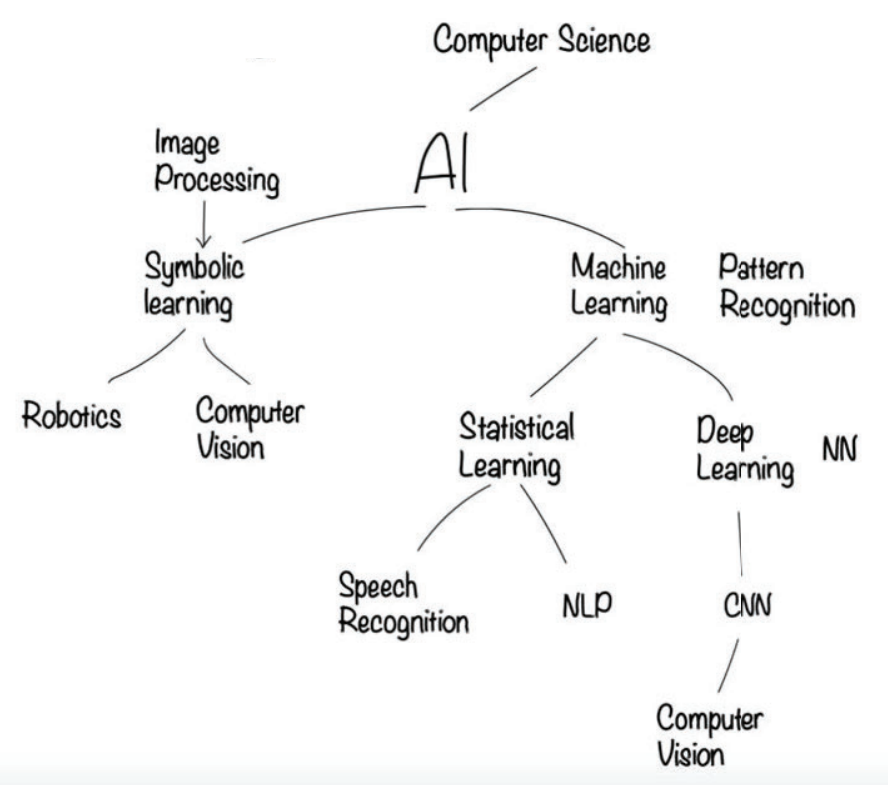 Computer Science
AI
Image
Processing
Symbolic
learning
Machine
Learning
Pattern
Recognition
Robotics
Computer
Vision
Statistical
Learning
Deep
Learning
NN
Speech
Recognition
NLP
CNN
Computer
Vision